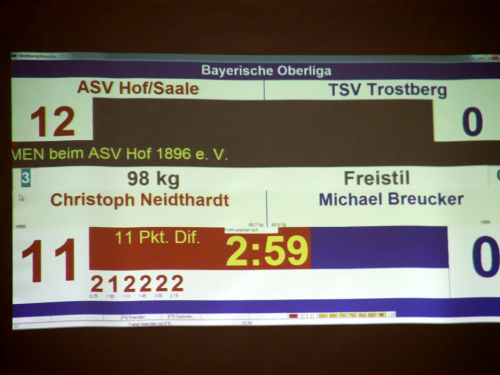 Bayerische Oberliga
ASV Hof/Saale TSV Trostberg
12 0
MEN beim ASV Hof 1896 e. V.
3 98 kg Freistil
Christoph Neidthardt Michael Breucker
11 11 Pkt. Dif. 2:59 0
212222